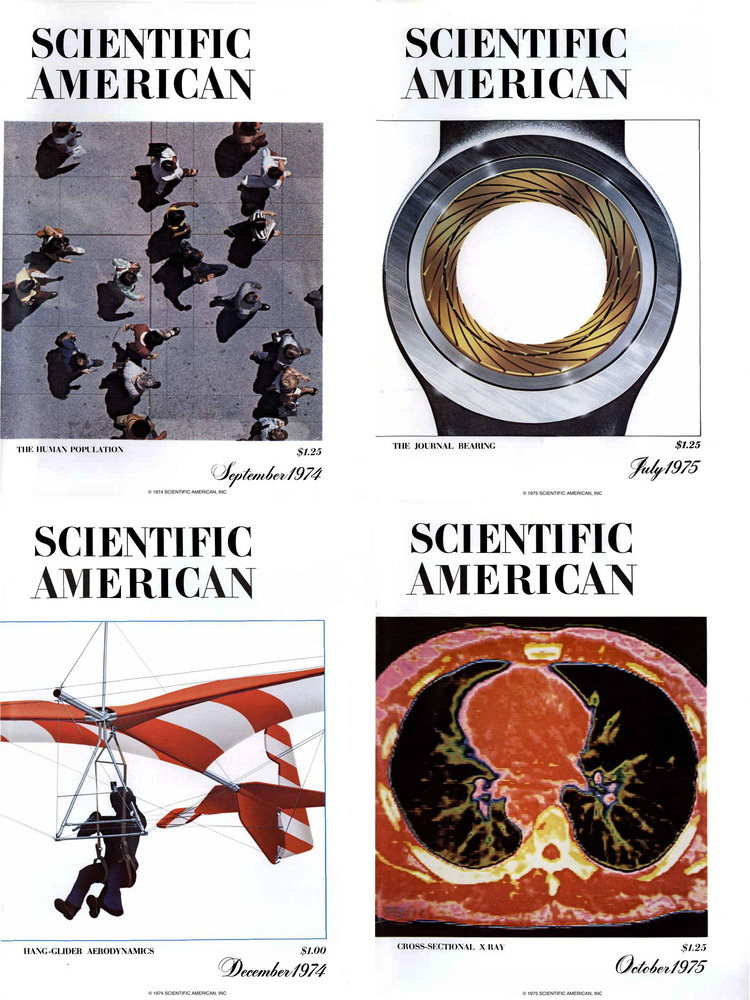 SCIENTIFIC
AMERICAN
THE HUMAN POPULATION
$1.25
September 1974
© 1974 SCIENTIFIC AMERICAN, INC
SCIENTIFIC
AMERICAN
THE JOURNAL BEARING
$1.25
July 1975
© 1975 SCIENTIFIC AMERICAN, INC
SCIENTIFIC
AMERICAN
HANG-GLIDER AERODYNAMICS
$1.00
December 1974
© 1974 SCIENTIFIC AMERICAN, INC
SCIENTIFIC
AMERICAN
CROSS-SECTIONAL X RAY
$1.25
October 1975
© 1975 SCIENTIFIC AMERICAN, INC